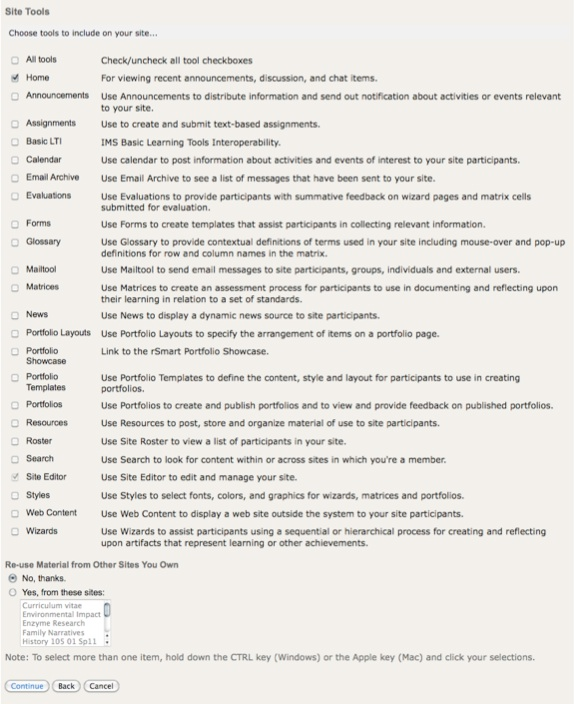 Site Tools
Choose tools to include on your site...
All tools Check/uncheck all tool checkboxes
Home For viewing recent announcements, discussion, and chat items.
Announcements Use Announcements to distribute information and send out notification about activities or events relevant
to your site.
Assignments Use to create and submit text-based assignments.
Basic LTI IMS Basic Learning Tools Interoperability.
Calendar Use calendar to post information about activities and events of interest to your site participants.
Email Archive Use Email Archive to see a list of messages that have been sent to your site.
Evaluations Use Evaluations to provide participants with summative feedback on wizard pages and matrix cells
submitted for evaluation.
Forms Use Forms to create templates that assist participants in collecting relevant information.
Glossary Use Glossary to provide contextual definitions of terms used in your site including mouse-over and pop-up
definitions for row and column names in the matrix.
Mailtool Use Mailtool to send email messages to site participants, groups, individuals and external users.
Matrices Use Matrices to create an assessment process for participants to use in documenting and reflecting upon
their learning in relation to a set of standards.
News Use News to display a dynamic news source to site participants.
Portfolio Layouts Use Portfolio Layouts to specify the arrangement of items on a portfolio page.
Portfolio Link to the rSmart Portfolio Showcase.
Showcase
Portfolio Use Portfolio Templates to define the content, style and layout for participants to use in creating
Templates portfolios.
Portfolios Use Portfolios to create and publish portfolios and to view and provide feedback on published portfolios.
Resources Use Resources to post, store and organize material of use to site participants.
Roster Use Site Roster to view a list of participants in your site.
Search Use Search to look for content within or across sites in which you're a member.
Site Editor Use Site Editor to edit and manage your site.
Styles Use Styles to select fonts, colors, and graphics for wizards, matrices and portfolios.
Web Content Use Web Content to display a web site outside the system to your site participants.
Wizards Use Wizards to assist participants using a sequential or hierarchical process for creating and reflecting
upon artifacts that represent learning or other achievements.
Re-use Material from Other Sites You Own
No, thanks.
Yes, from these sites:
Curriculum vitae
Environmental Impact
Enzyme Research
Family Narratives
History 105 01 Sp11
Note: To select more than one item, hold down the CTRL key (Windows) or the Apple key (Mac) and click your selections.
Continue Back Cancel